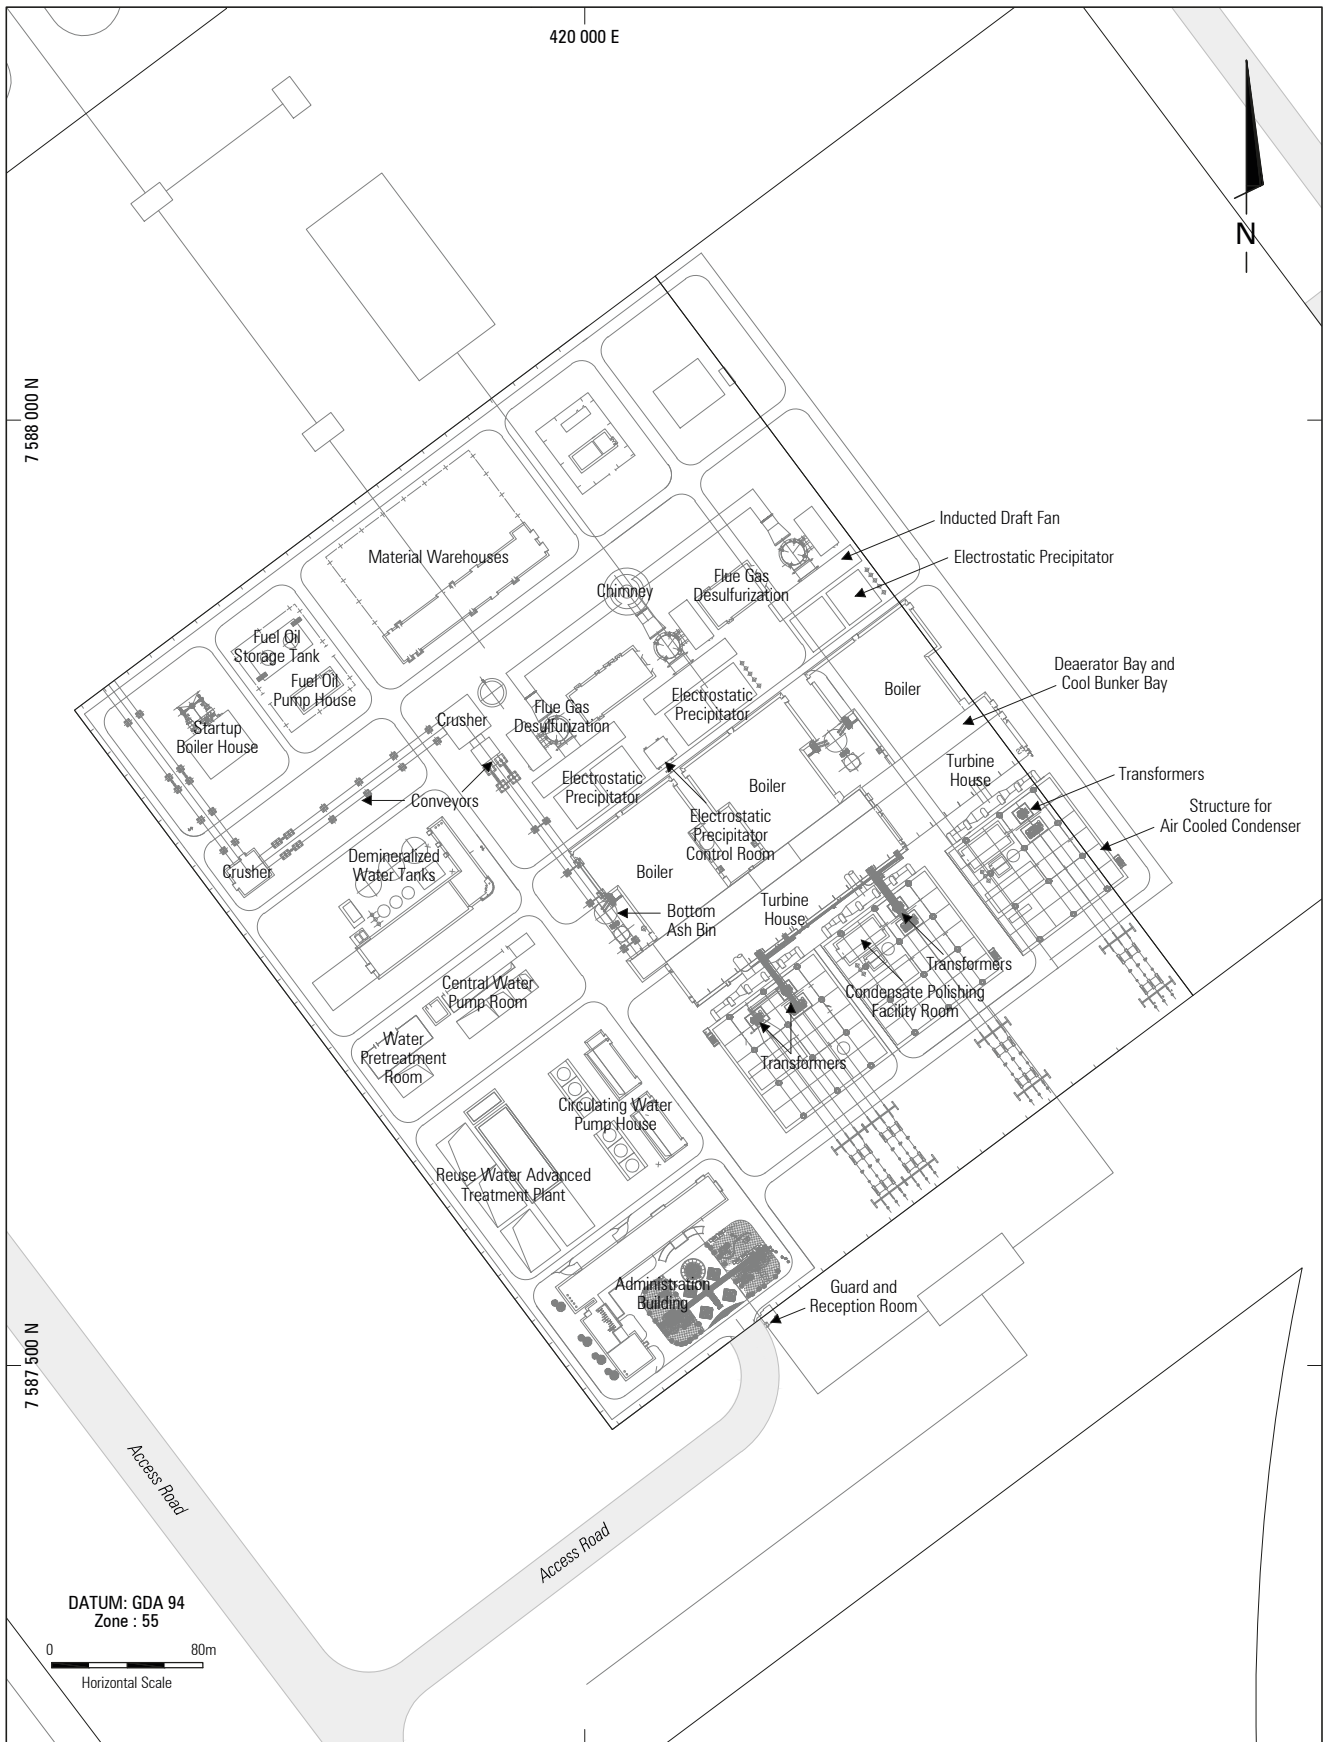 420 000 E
N
7 588 000 N
Inducted Draft Fan
Electrostatic Precipitator
Material Warehouses
Chimney
Flue Gas
Desulfurization
Fuel Oil
Storage Tank
Fuel Oil
Pump House
Deaerator Bay and
Cool Bunker Bay
Boiler
Electrostatic
Precipitator
Startup
Boiler House
Crusher
Flue Gas
Desulfurization
Turbine
House
Transformers
Electrostatic
Precipitator
Boiler
Conveyors
Structure for
Air Cooled Condenser
Electrostatic
Precipitator
Control Room
Crusher
Demineralized
Water Tanks
Boiler
Turbine
House
Bottom
Ash Bin
Transformers
Central Water
Pump Room
Condensate Polishing
Facility Room
Water
Pretreatment
Room
Transformers
Circulating Water
Pump House
Reuse Water Advanced
Treatment Plant
Administration
Building
Guard and
Reception Room
7 587 500 N
Access Road
Access Road
DATUM: GDA 94
Zone : 55
0 80m
Horizontal Scale